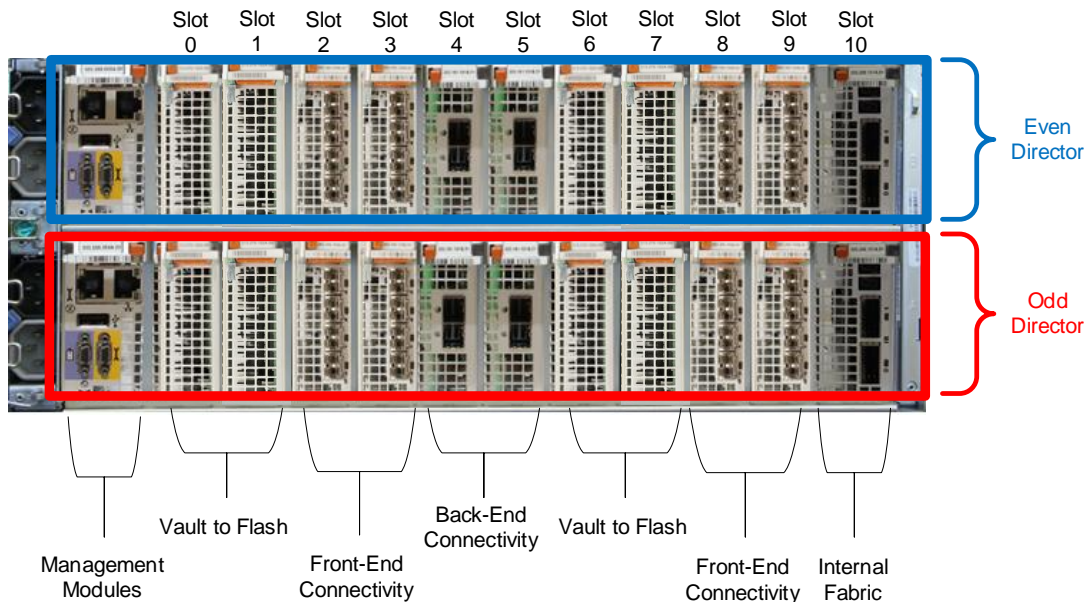 Slot
0
Slot
1
Slot
2
Slot
3
Slot
4
Slot
5
Slot
6
Slot
7
Slot
8
Slot
9
Slot
10
Even
Director
Odd
Director
Management
Modules
Vault to Flash
Front-End
Connectivity
Back-End
Connectivity
Vault to Flash
Front-End
Connectivity
Internal
Fabric